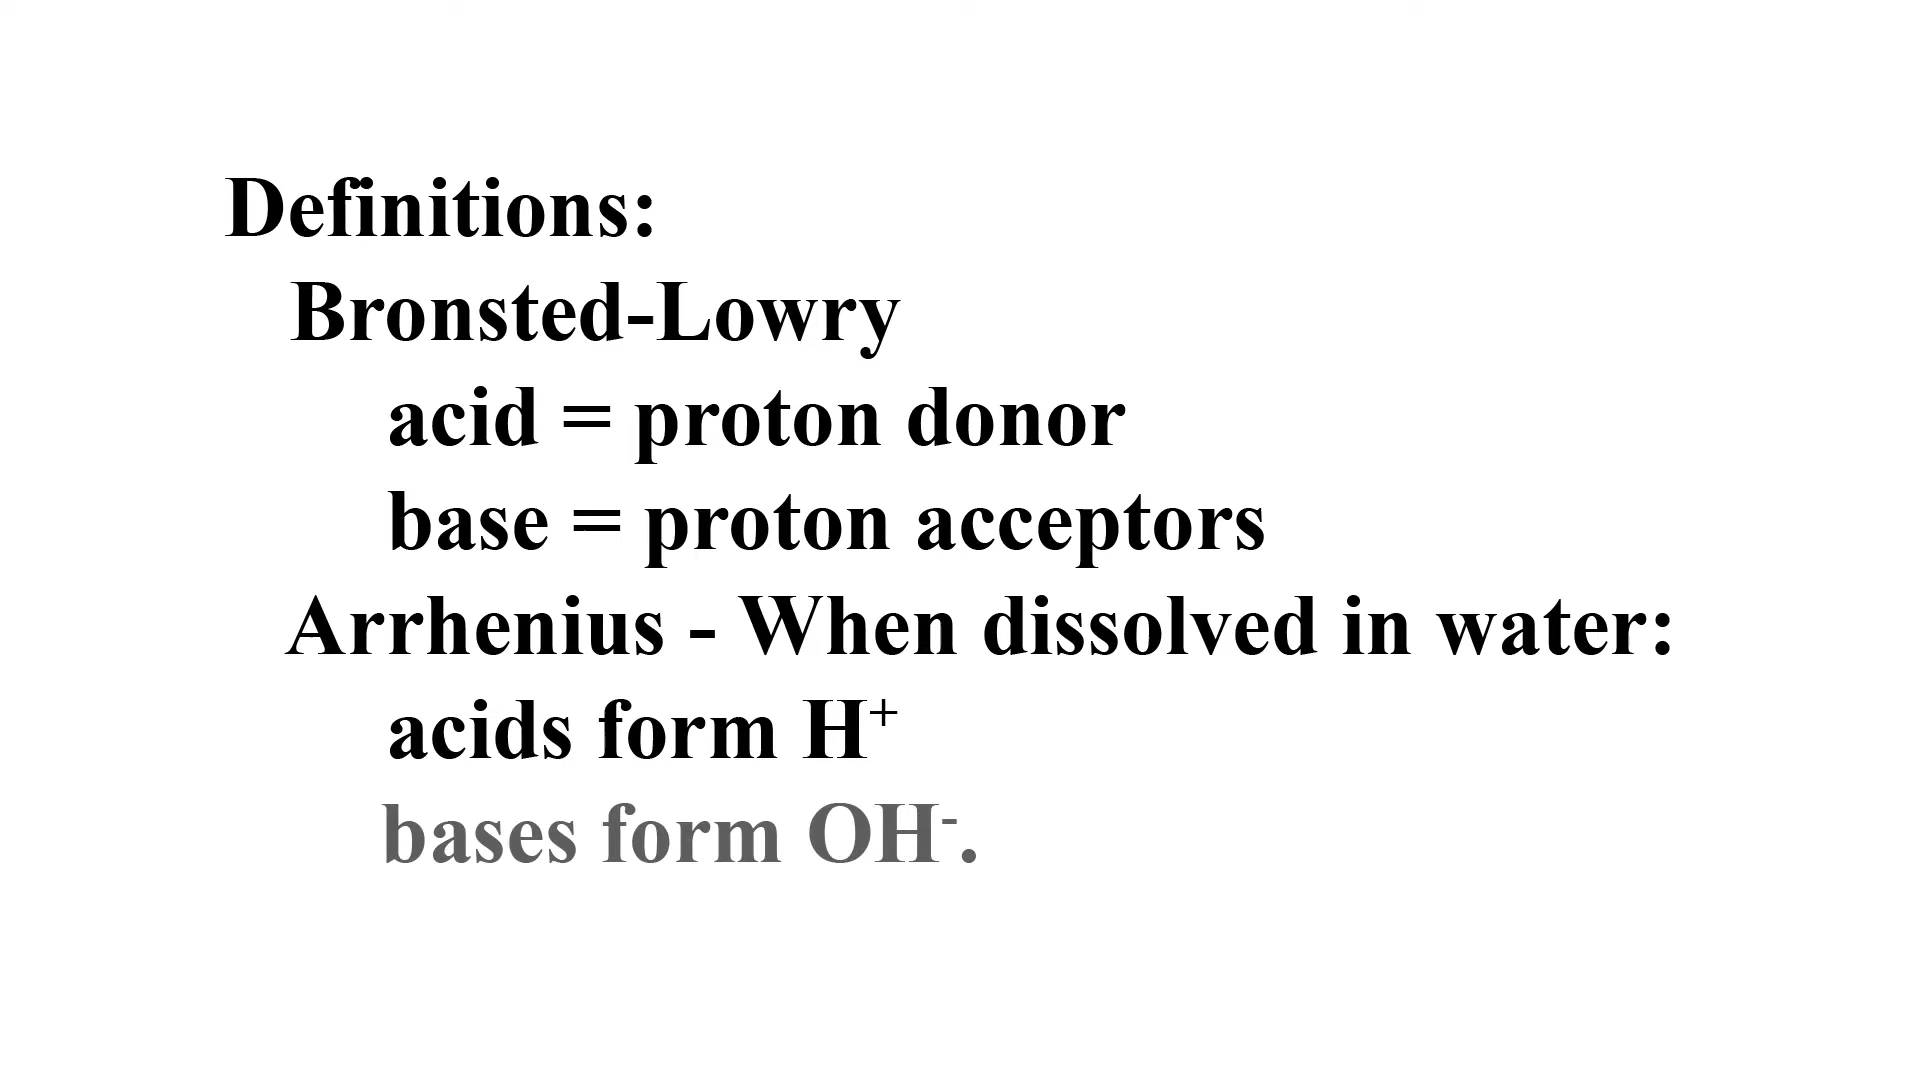 Definitions:
Bronsted-Lowry
acid = proton donor
base = proton acceptors
Arrhenius - When dissolved in water:
acids form H⁺
bases form OH⁻.